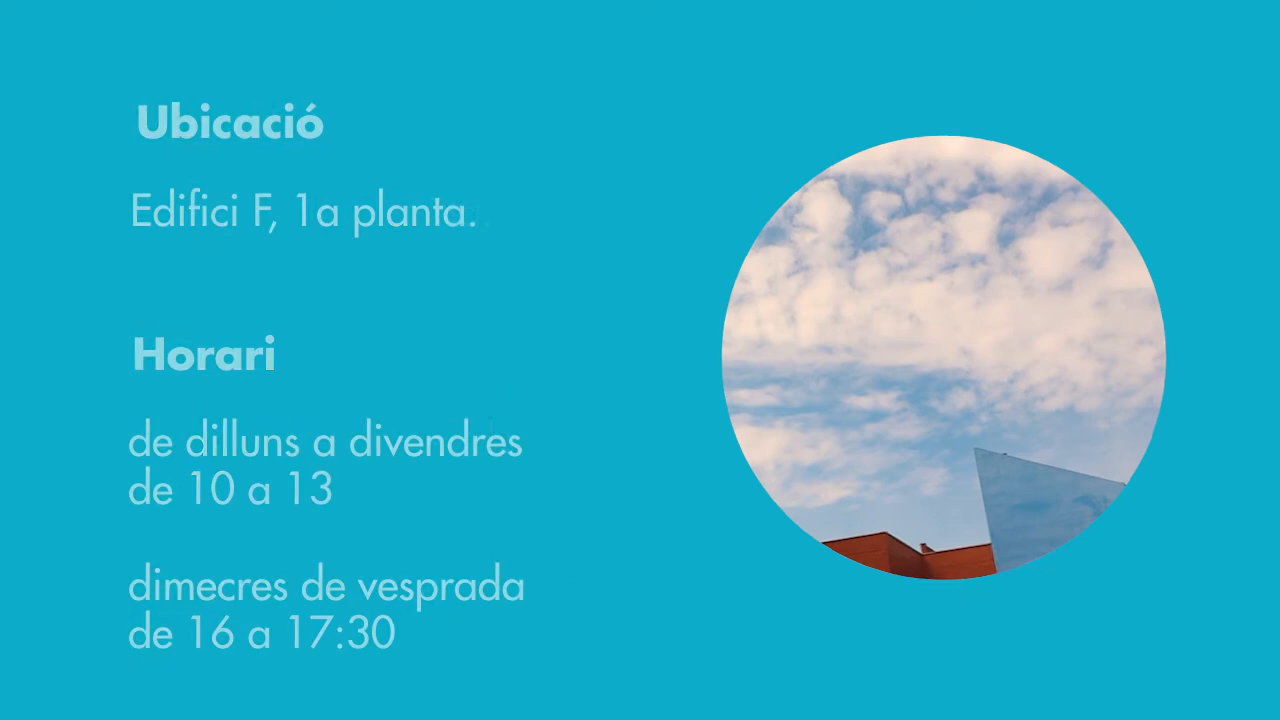 Ubicació
Edifici F, 1a planta.
Horari
de dilluns a divendres
de 10 a 13
dimecres de vesprada
de 16 a 17:30